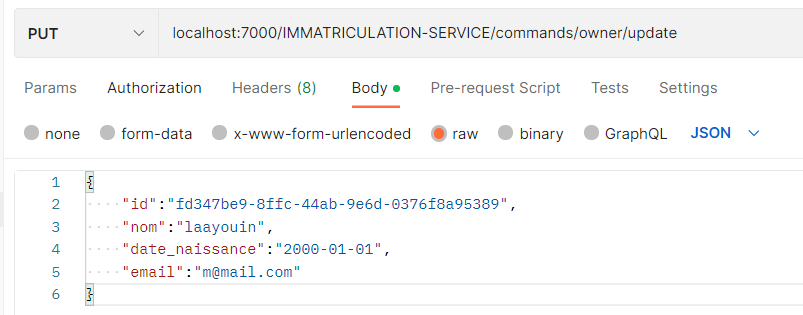 PUT localhost:7000/IMMATRICULATION-SERVICE/commands/owner/update
Params Authorization Headers (8) Body Pre-request Script Tests Settings
none form-data x-www-form-urlencoded raw binary GraphQL JSON
1 {
2 "id":"fd347be9-8ffc-44ab-9e6d-0376f8a95389",
3 "nom":"laayouin",
4 "date_naissance":"2000-01-01",
5 "email":"m@mail.com"
6 }